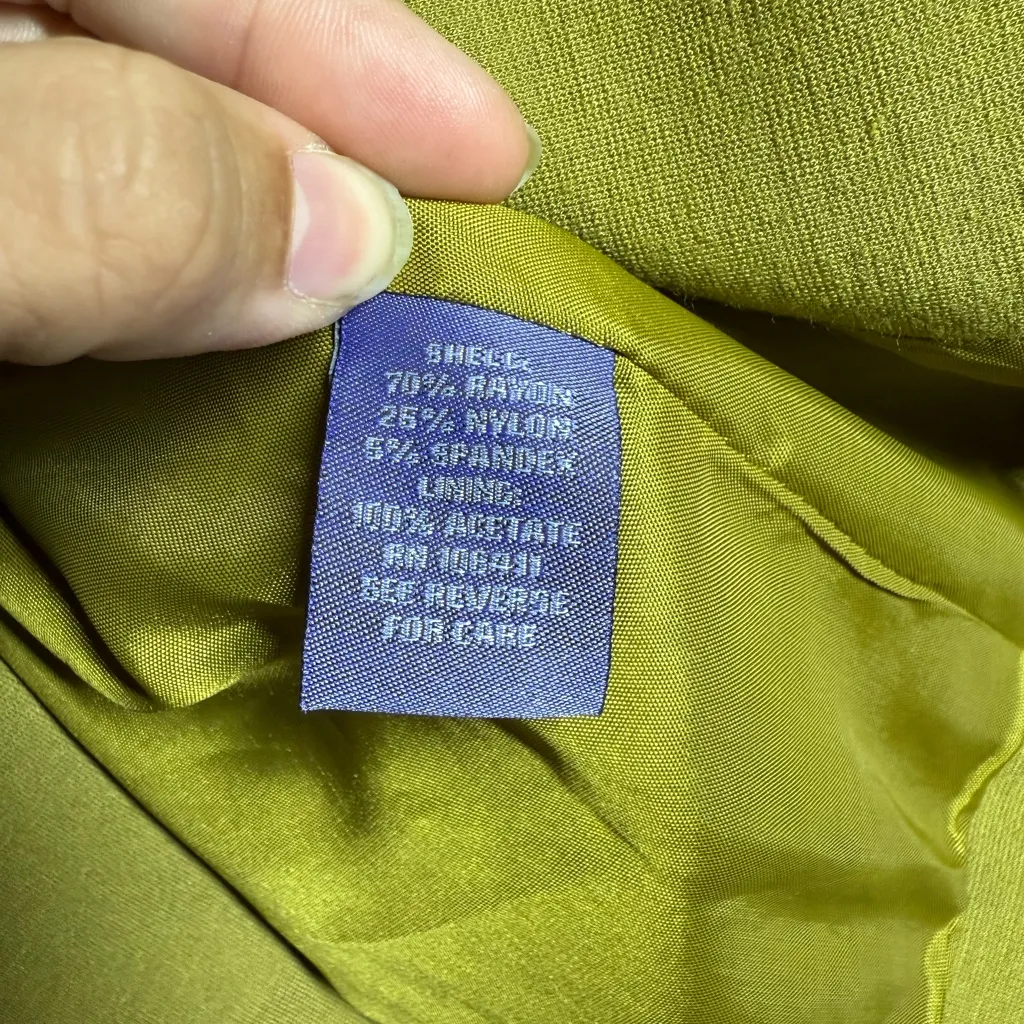 SHELL:
70% RAYON
25% NYLON
5% SPANDEX
LINING:
100% ACETATE
RN 106411
SEE REVERSE
FOR CARE